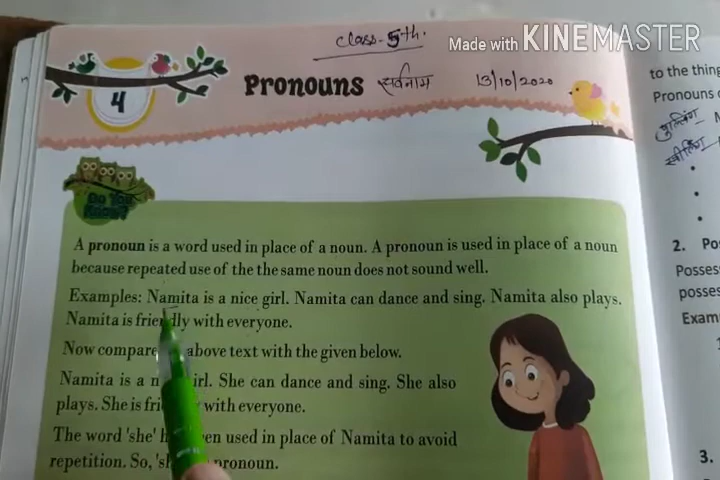 Class-5th.
Made with KINEMASTER
4
Pronouns सर्वनाम 13/10/2020
Do You Know?
A pronoun is a word used in place of a noun. A pronoun is used in place of a noun
because repeated use of the the same noun does not sound well.
Examples: Namita is a nice girl. Namita can dance and sing. Namita also plays.
Namita is friendly with everyone.
Now compare above text with the given below.
Namita is a girl. She can dance and sing. She also
plays. She is with everyone.
The word 'she' used in place of Namita to avoid
repetition. So, pronoun.
to the thing
Pronouns
पुल्लिंग
स्त्रीलिंग
2.
Possess
posses
Exam
3.